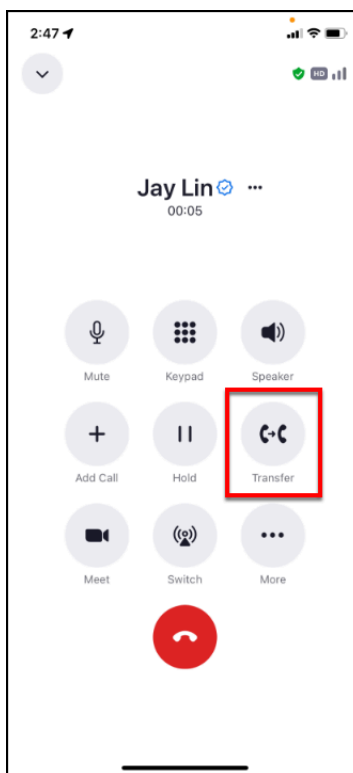 2:47
HD
Jay Lin
00:05
Mute Keypad Speaker
Add Call Hold Transfer
Meet Switch More